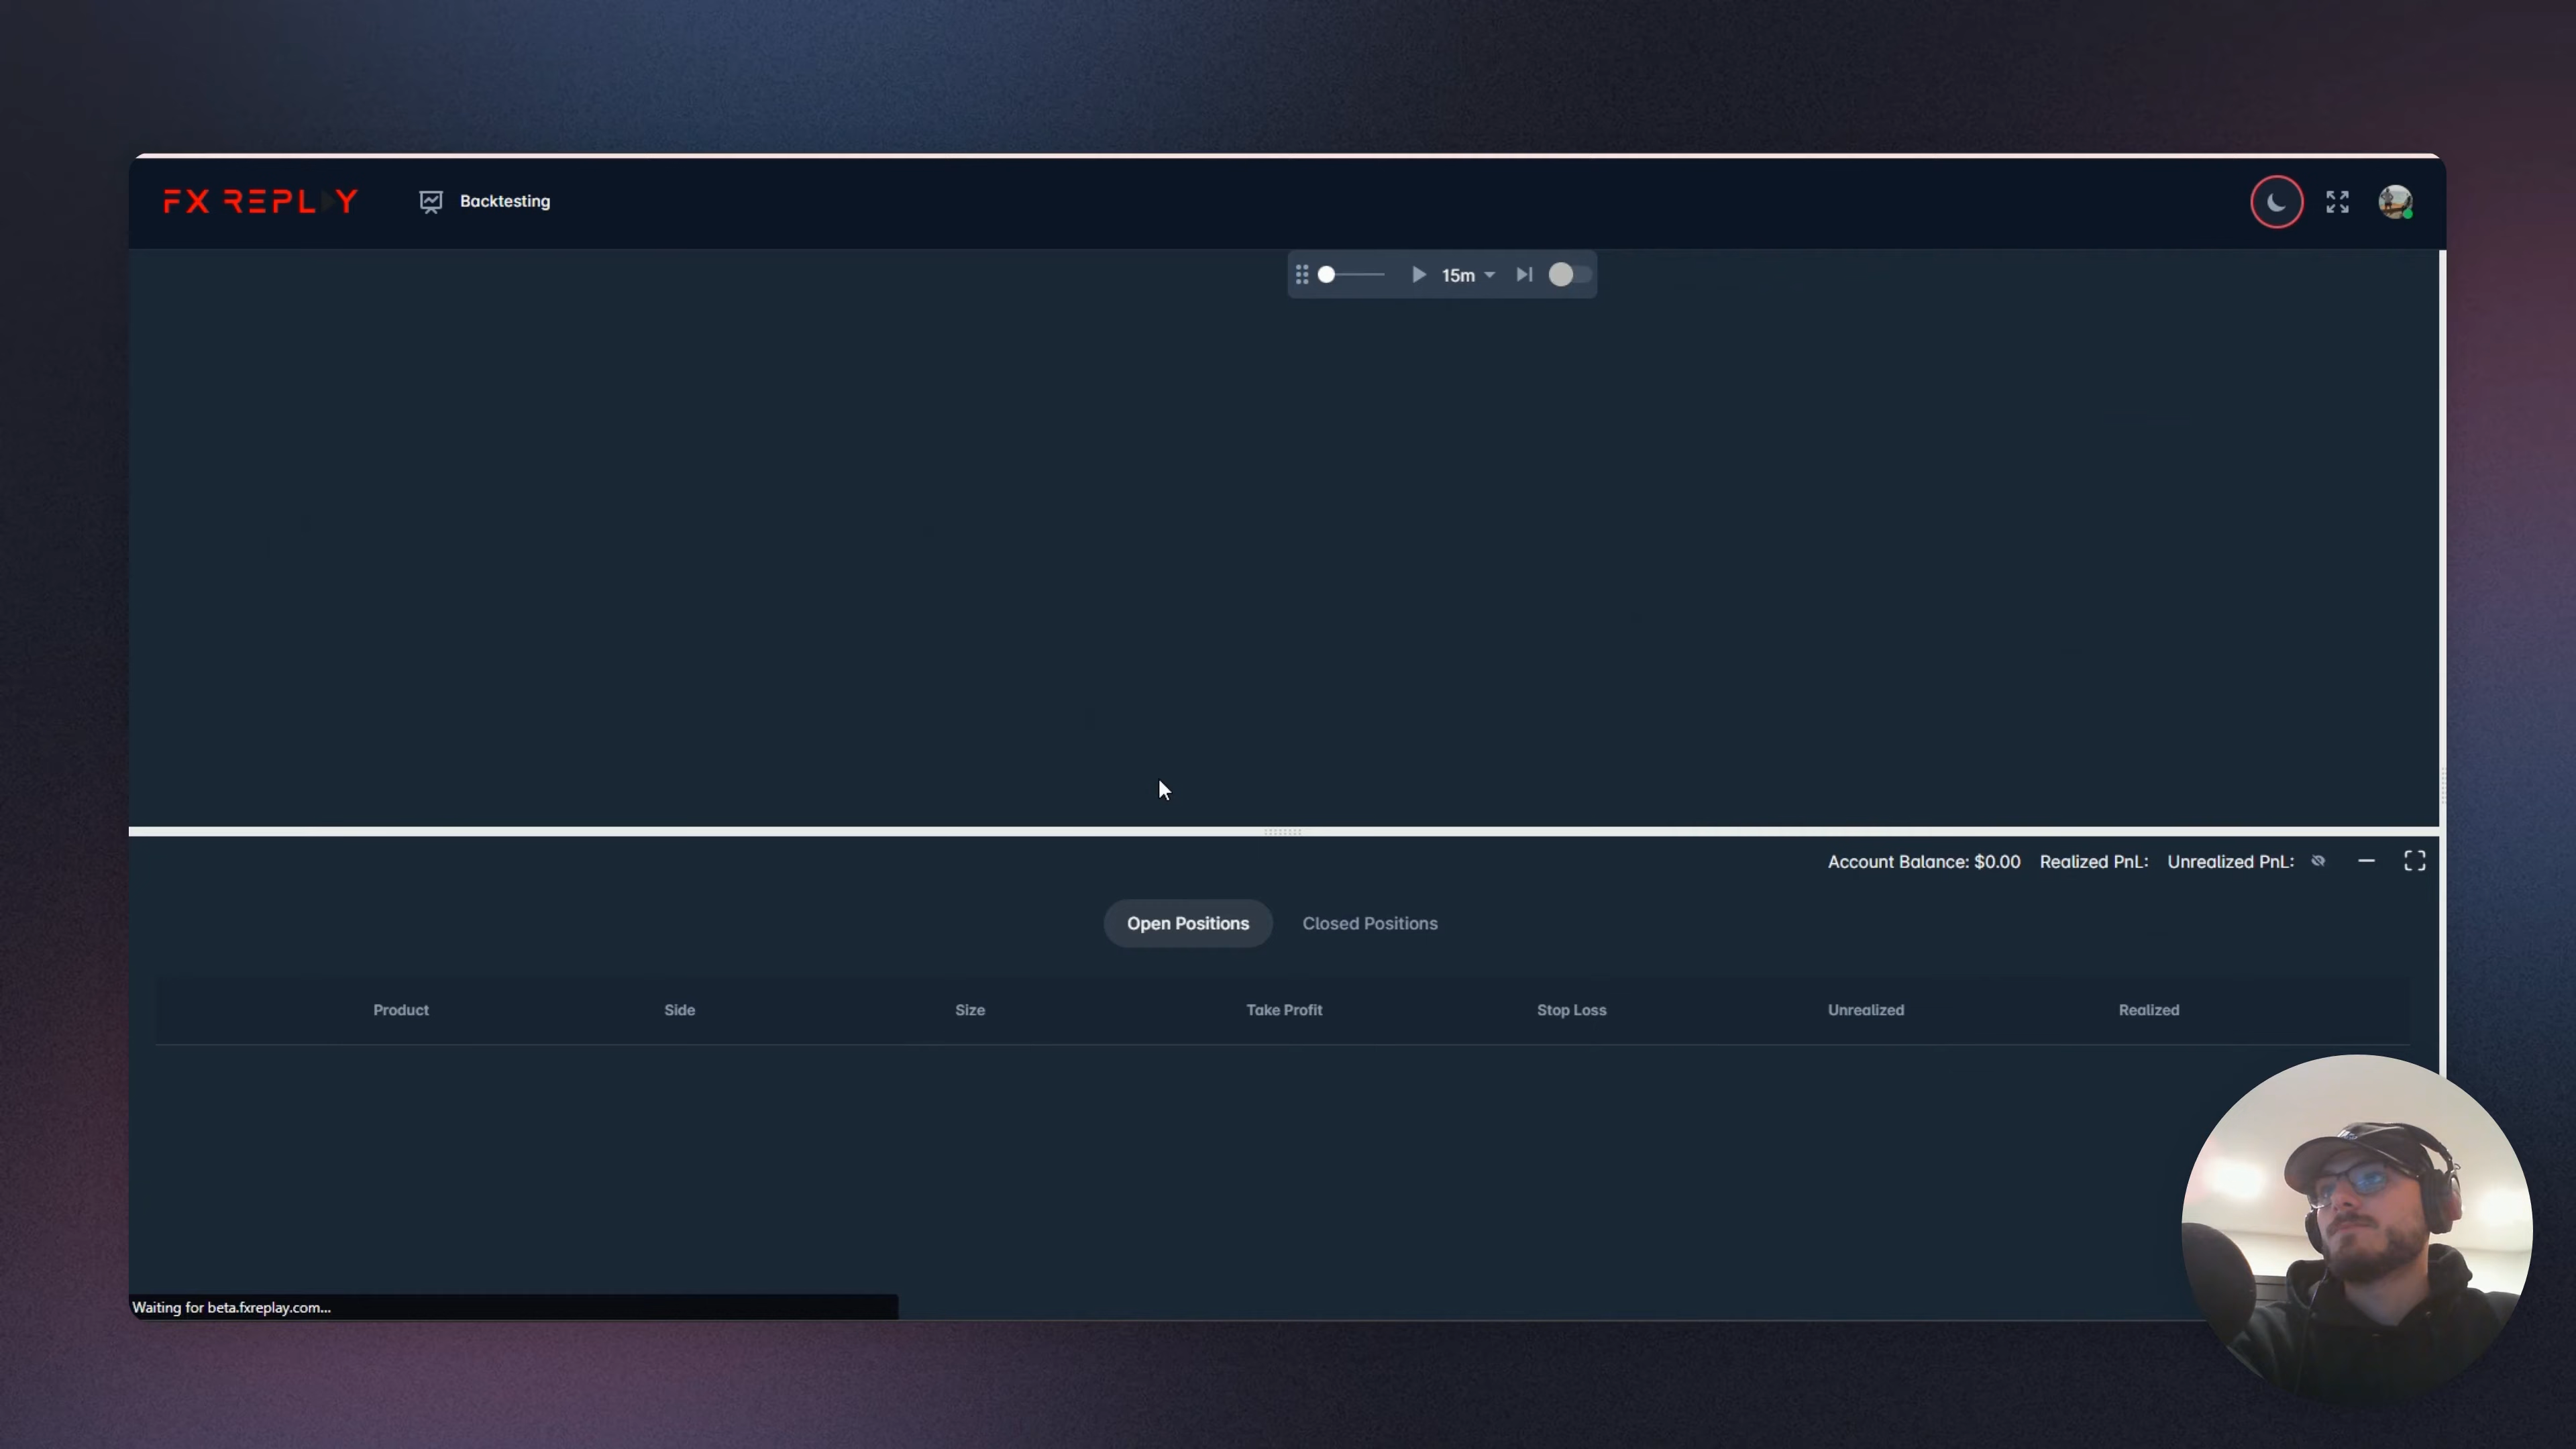 FX REPLAY
Backtesting
15m
Account Balance: $0.00 Realized PnL: Unrealized PnL:
Open Positions Closed Positions
Product Side Size Take Profit Stop Loss Unrealized Realized
Waiting for beta.fxreplay.com...